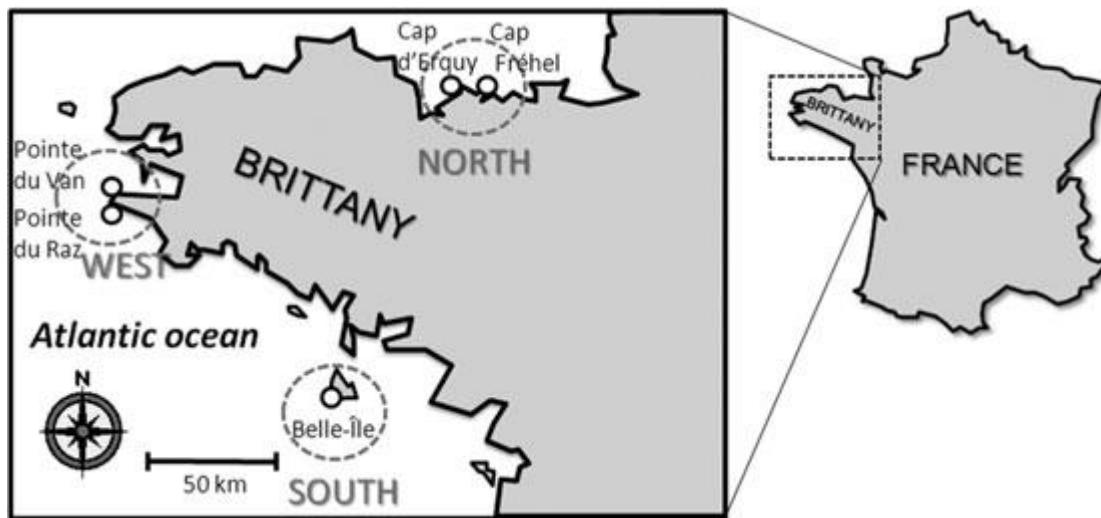 Cap
d'Erquy
Cap
Fréhel
NORTH
Pointe
du Van
Pointe
du Raz
WEST
BRITTANY
Atlantic ocean
N
50 km
Belle-Île
SOUTH
BRITTANY
FRANCE